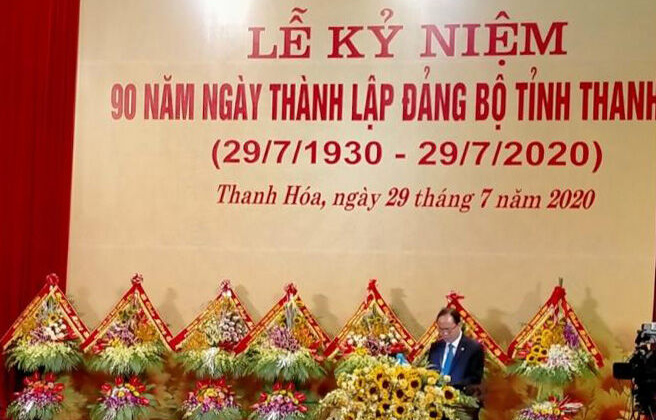 LỄ KỶ NIỆM
90 NĂM NGÀY THÀNH LẬP ĐẢNG BỘ TỈNH THANH
(29/7/1930 - 29/7/2020)
Thanh Hóa, ngày 29 tháng 7 năm 2020